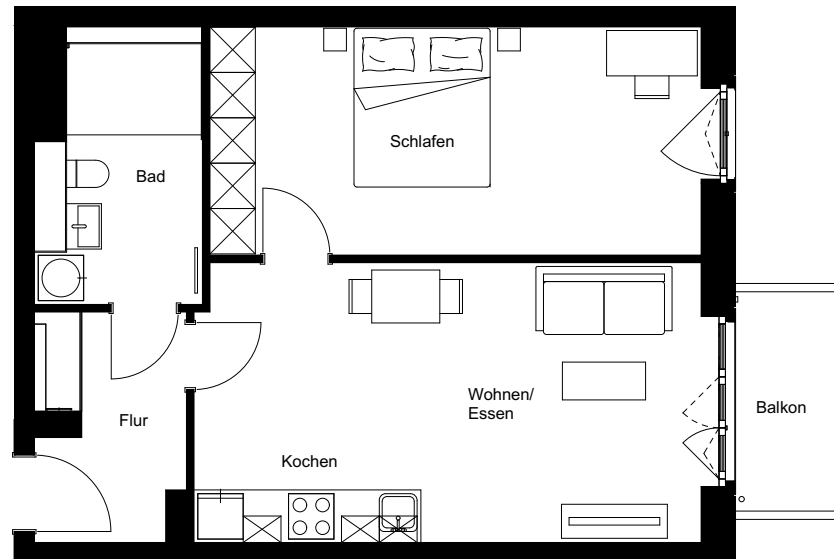 Schlafen
Bad
Wohnen/
Essen
Balkon
Flur
Kochen